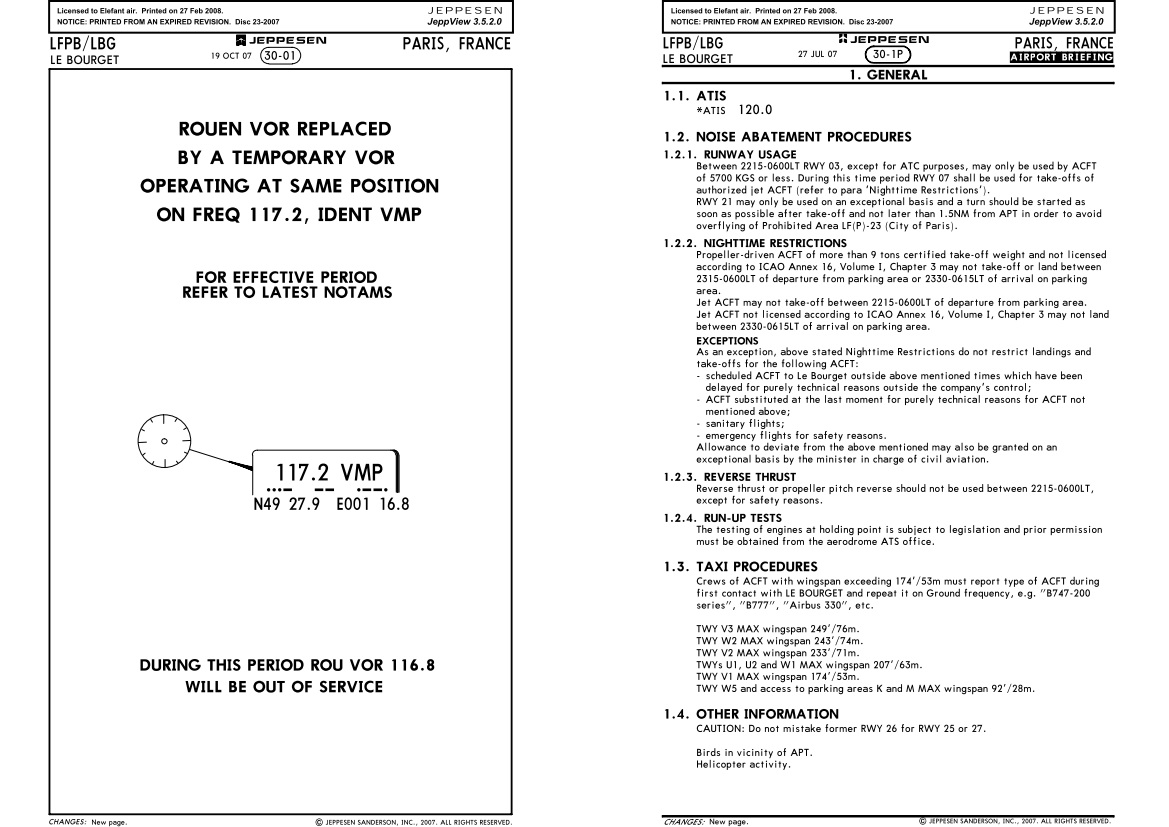 Licensed to Elefant air. Printed on 27 Feb 2008.
NOTICE: PRINTED FROM AN EXPIRED REVISION. Disc 23-2007
JEPPESEN
JeppView 3.5.2.0
LFPB/LBG
LE BOURGET
JEPPESEN
19 OCT 07 30-01
PARIS, FRANCE
ROUEN VOR REPLACED
BY A TEMPORARY VOR
OPERATING AT SAME POSITION
ON FREQ 117.2, IDENT VMP
FOR EFFECTIVE PERIOD
REFER TO LATEST NOTAMS
117.2 VMP
N49 27.9 E001 16.8
DURING THIS PERIOD ROU VOR 116.8
WILL BE OUT OF SERVICE
CHANGES: New page.
© JEPPESEN SANDERSON, INC., 2007. ALL RIGHTS RESERVED.
Licensed to Elefant air. Printed on 27 Feb 2008.
NOTICE: PRINTED FROM AN EXPIRED REVISION. Disc 23-2007
JEPPESEN
JeppView 3.5.2.0
LFPB/LBG
LE BOURGET
JEPPESEN
27 JUL 07 30-1P
PARIS, FRANCE
AIRPORT BRIEFING
1. GENERAL
1.1. ATIS
*ATIS 120.0
1.2. NOISE ABATEMENT PROCEDURES
1.2.1. RUNWAY USAGE
Between 2215-0600LT RWY 03, except for ATC purposes, may only be used by ACFT
of 5700 KGS or less. During this time period RWY 07 shall be used for take-offs of
authorized jet ACFT (refer to para 'Nighttime Restrictions').
RWY 21 may only be used on an exceptional basis and a turn should be started as
soon as possible after take-off and not later than 1.5NM from APT in order to avoid
overflying of Prohibited Area LF(P)-23 (City of Paris).
1.2.2. NIGHTTIME RESTRICTIONS
Propeller-driven ACFT of more than 9 tons certified take-off weight and not licensed
according to ICAO Annex 16, Volume I, Chapter 3 may not take-off or land between
2315-0600LT of departure from parking area or 2330-0615LT of arrival on parking
area.
Jet ACFT may not take-off between 2215-0600LT of departure from parking area.
Jet ACFT not licensed according to ICAO Annex 16, Volume I, Chapter 3 may not land
between 2330-0615LT of arrival on parking area.
EXCEPTIONS
As an exception, above stated Nighttime Restrictions do not restrict landings and
take-offs for the following ACFT:
- scheduled ACFT to Le Bourget outside above mentioned times which have been
delayed for purely technical reasons outside the company's control;
- ACFT substituted at the last moment for purely technical reasons for ACFT not
mentioned above;
- sanitary flights;
- emergency flights for safety reasons.
Allowance to deviate from the above mentioned may also be granted on an
exceptional basis by the minister in charge of civil aviation.
1.2.3. REVERSE THRUST
Reverse thrust or propeller pitch reverse should not be used between 2215-0600LT,
except for safety reasons.
1.2.4. RUN-UP TESTS
The testing of engines at holding point is subject to legislation and prior permission
must be obtained from the aerodrome ATS office.
1.3. TAXI PROCEDURES
Crews of ACFT with wingspan exceeding 174'/53m must report type of ACFT during
first contact with LE BOURGET and repeat it on Ground frequency, e.g. "B747-200
series", "B777", "Airbus 330", etc.
TWY V3 MAX wingspan 249'/76m.
TWY W2 MAX wingspan 243'/74m.
TWY V2 MAX wingspan 233'/71m.
TWYs U1, U2 and W1 MAX wingspan 207'/63m.
TWY V1 MAX wingspan 174'/53m.
TWY W5 and access to parking areas K and M MAX wingspan 92'/28m.
1.4. OTHER INFORMATION
CAUTION: Do not mistake former RWY 26 for RWY 25 or 27.
Birds in vicinity of APT.
Helicopter activity.
CHANGES: New page.
© JEPPESEN SANDERSON, INC., 2007. ALL RIGHTS RESERVED.